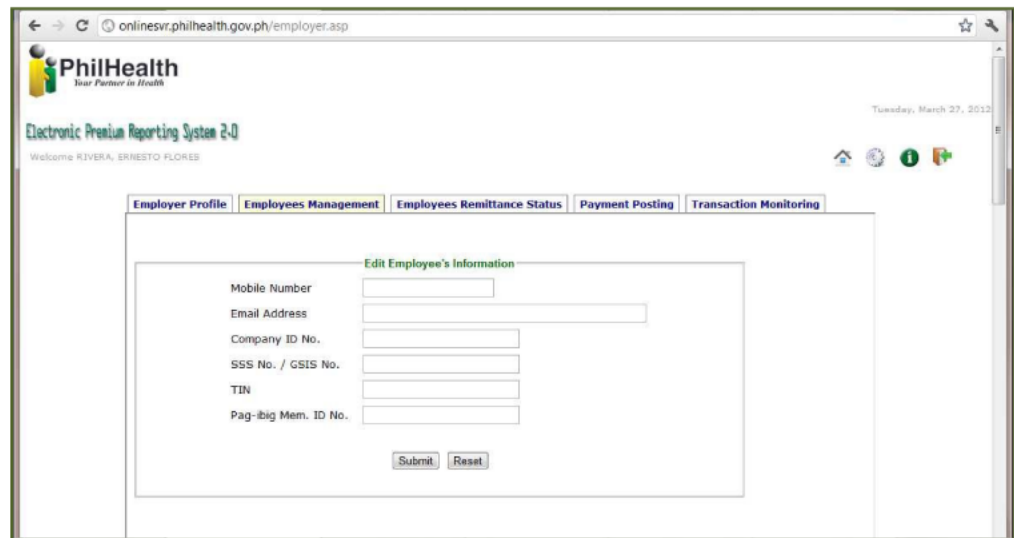 onlinesvr.philhealth.gov.ph/employer.asp
PhilHealth
Your Partner in Health
Tuesday, March 27, 2012
Electronic Premium Reporting System 2.0
Welcome RIVERA, ERNESTO FLORES
Employer Profile Employees Management Employees Remittance Status Payment Posting Transaction Monitoring
Edit Employee's Information
Mobile Number
Email Address
Company ID No.
SSS No. / GSIS No.
TIN
Pag-ibig Mem. ID No.
Submit Reset